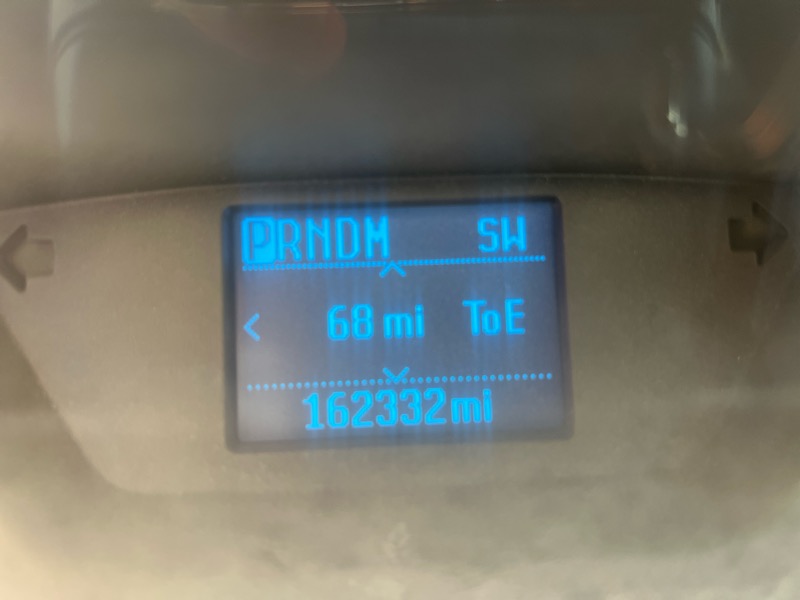 PRNDM SW
< 68 mi ToE
162332mi